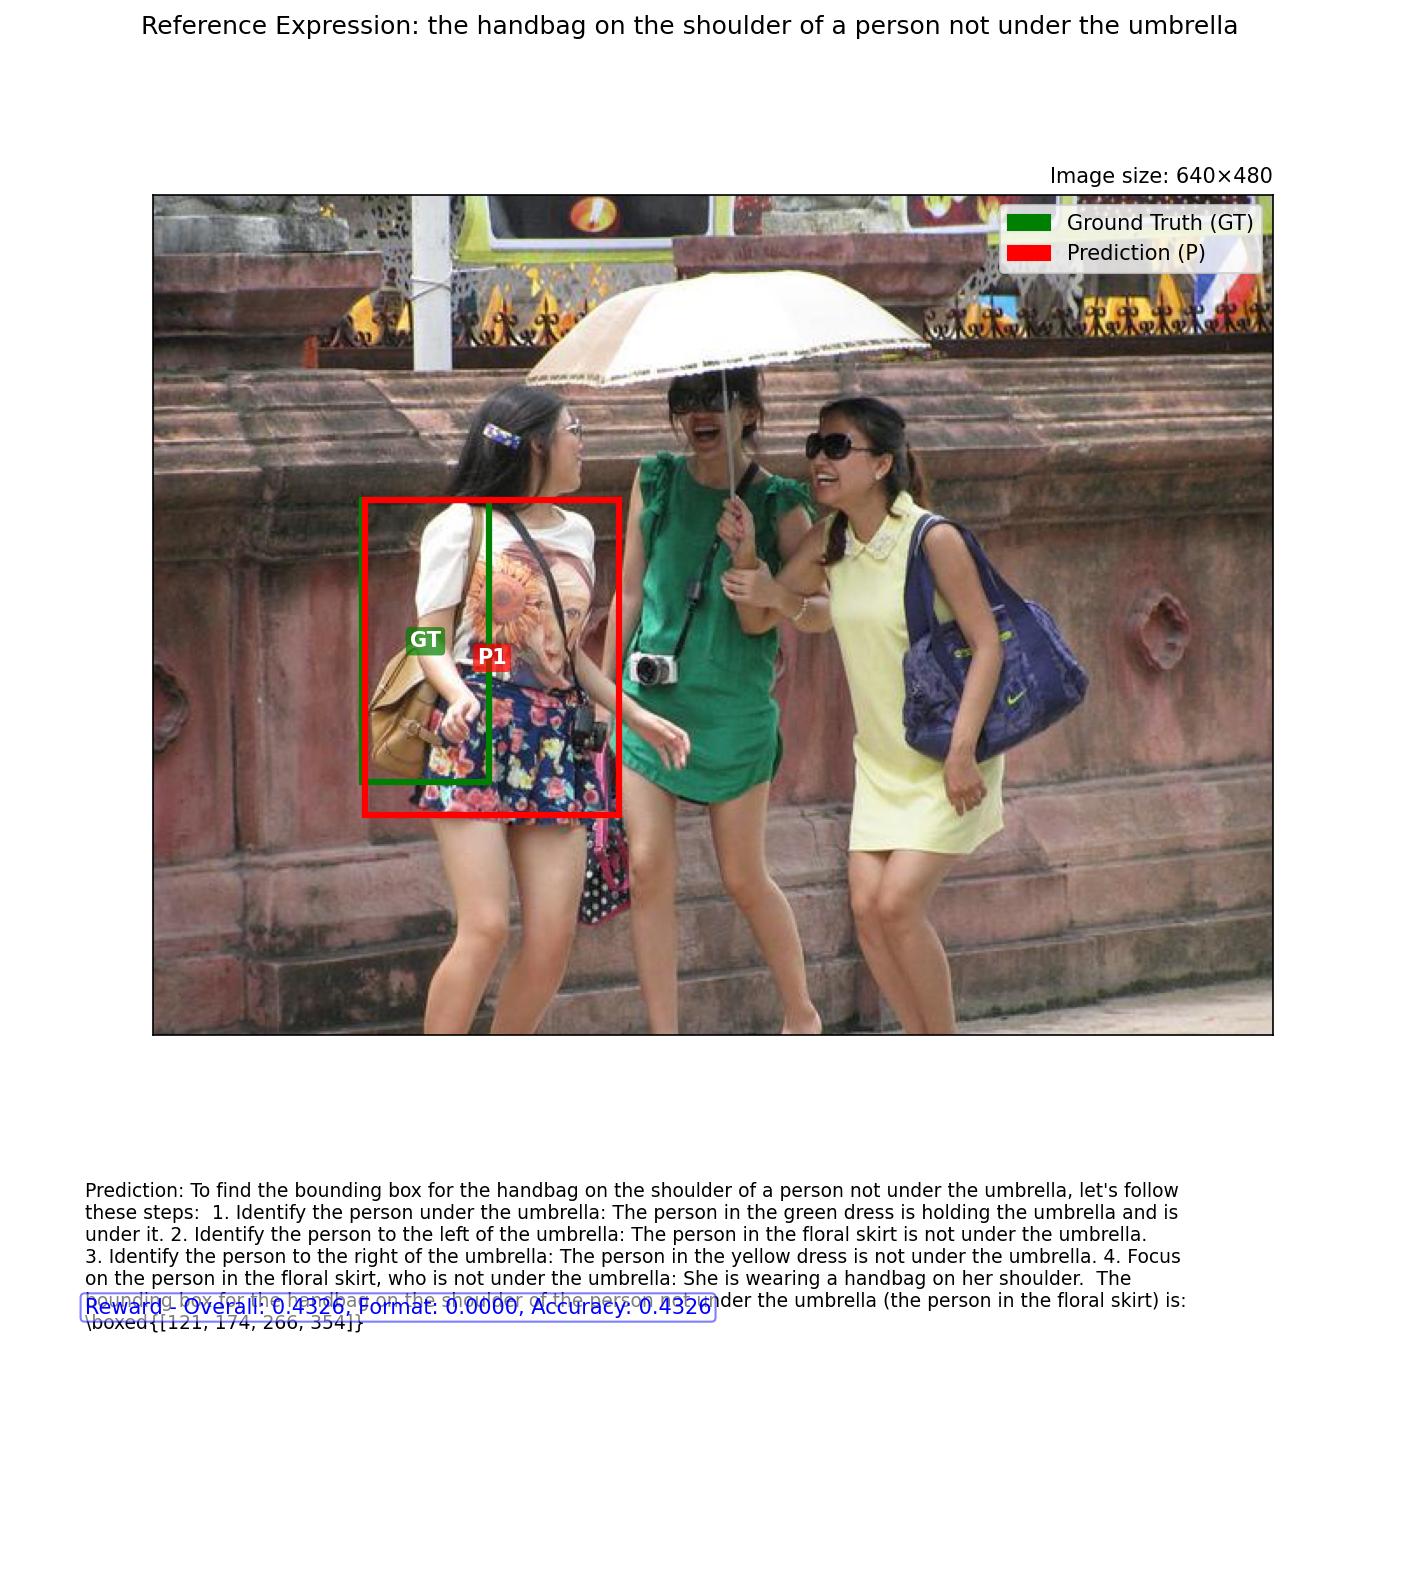 Reference Expression: the handbag on the shoulder of a person not under the umbrella
Image size: 640×480
Ground Truth (GT)
Prediction (P)
GT
P1
Prediction: To find the bounding box for the handbag on the shoulder of a person not under the umbrella, let's follow
these steps:  1. Identify the person under the umbrella: The person in the green dress is holding the umbrella and is
under it. 2. Identify the person to the left of the umbrella: The person in the floral skirt is not under the umbrella.
3. Identify the person to the right of the umbrella: The person in the yellow dress is not under the umbrella. 4. Focus
on the person in the floral skirt, who is not under the umbrella: She is wearing a handbag on her shoulder.  The
bounding box for the handbag on the shoulder of the person not under the umbrella (the person in the floral skirt) is:
Reward - Overall: 0.4326, Format: 0.0000, Accuracy: 0.4326
\boxed{[121, 174, 266, 354]}